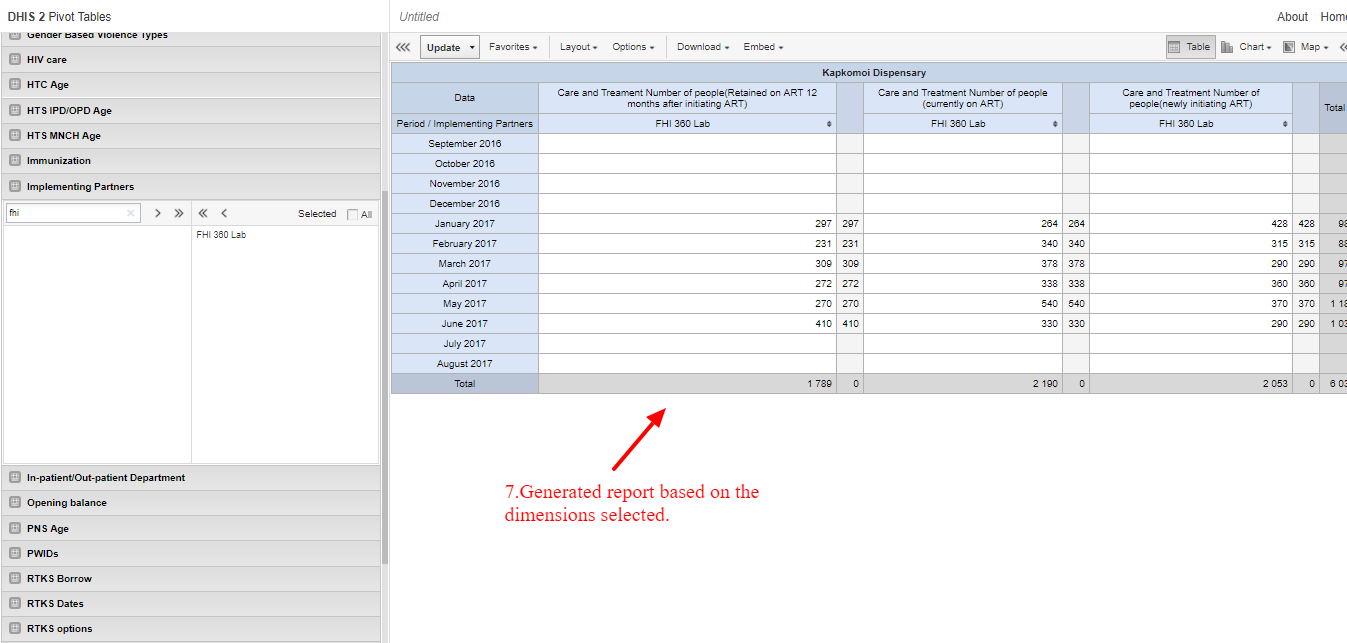 DHIS 2 Pivot Tables
Untitled
About Home
Gender Based Violence Types
HIV care
HTC Age
HTS IPD/OPD Age
HTS MNCH Age
Immunization
Implementing Partners
fhi
Selected All
FHI 360 Lab
In-patient/Out-patient Department
Opening balance
PNS Age
PWIDs
RTKS Borrow
RTKS Dates
RTKS options
Update Favorites Layout Options Download Embed Table Chart Map
Kapkomoi Dispensary
Data
Care and Treament Number of people(Retained on ART 12
months after initiating ART)
Care and Treatment Number of people
(currently on ART)
Care and Treatment Number of
people(newly initiating ART)
Total
Period / Implementing Partners FHI 360 Lab FHI 360 Lab FHI 360 Lab
September 2016
October 2016
November 2016
December 2016
January 2017 297 297 264 264 428 428 98
February 2017 231 231 340 340 315 315 88
March 2017 309 309 378 378 290 290 97
April 2017 272 272 338 338 360 360 97
May 2017 270 270 540 540 370 370 1 18
June 2017 410 410 330 330 290 290 1 03
July 2017
August 2017
Total 1 789 0 2 190 0 2 053 0 6 03
7.Generated report based on the
dimensions selected.